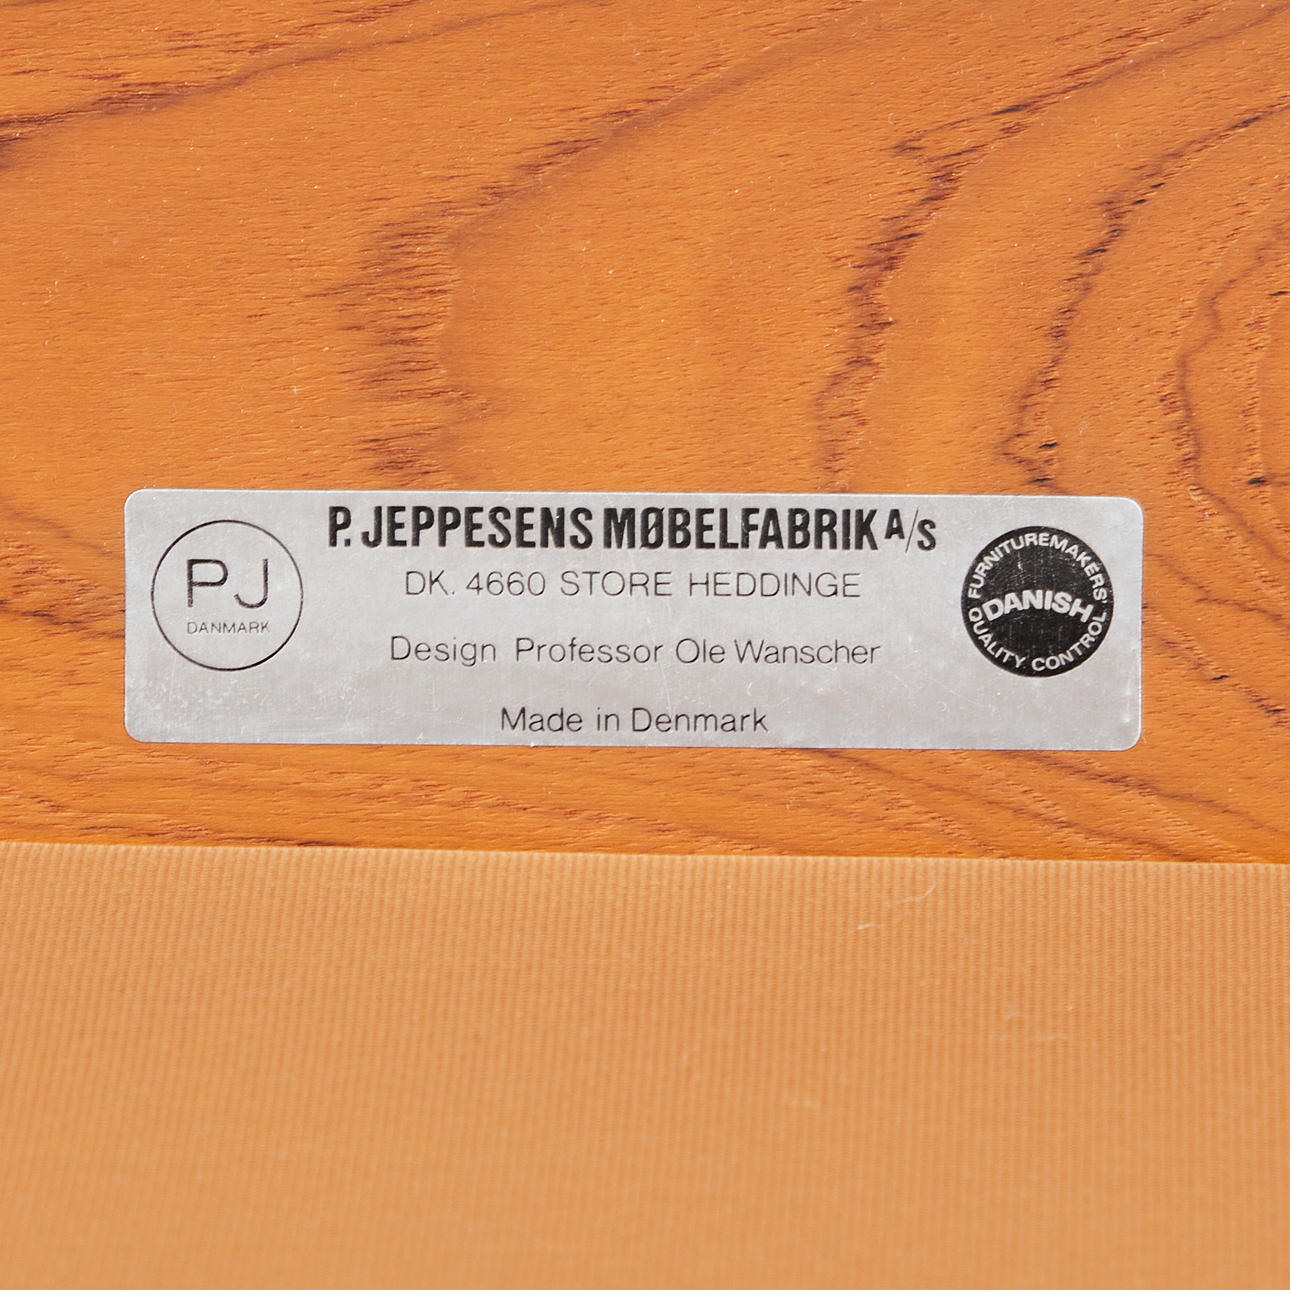 P. JEPPESENS MØBELFABRIK A/S
DK. 4660 STORE HEDDINGE
Design Professor Ole Wanscher
Made in Denmark
PJ
DANMARK
FURNITUREMAKERS'
DANISH
QUALITY CONTROL